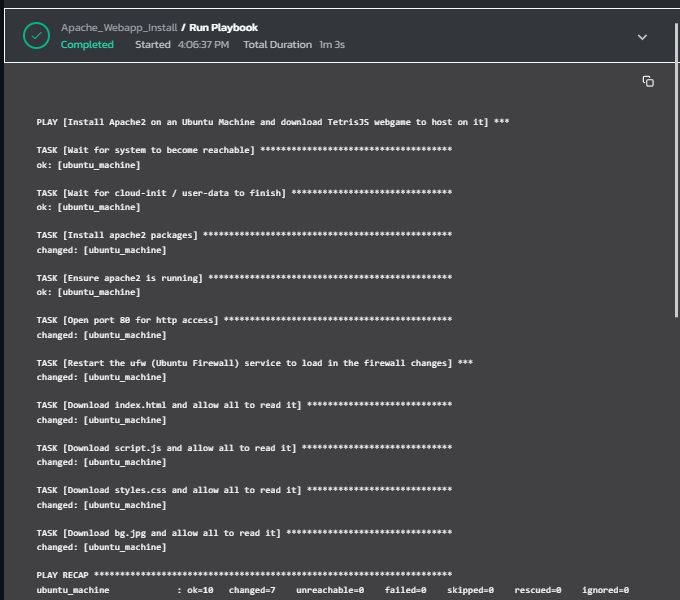 Apache_Webapp_Install / Run Playbook
Completed Started 4:06:37 PM Total Duration 1m 3s
PLAY [Install Apache2 on an Ubuntu Machine and download TetrisJS webgame to host on it] ***
TASK [Wait for system to become reachable] *************************************
ok: [ubuntu_machine]
TASK [Wait for cloud-init / user-data to finish] *******************************
ok: [ubuntu_machine]
TASK [Install apache2 packages] ************************************************
changed: [ubuntu_machine]
TASK [Ensure apache2 is running] ***********************************************
ok: [ubuntu_machine]
TASK [Open port 80 for http access] ********************************************
changed: [ubuntu_machine]
TASK [Restart the ufw (Ubuntu Firewall) service to load in the firewall changes] ***
changed: [ubuntu_machine]
TASK [Download index.html and allow all to read it] ****************************
changed: [ubuntu_machine]
TASK [Download script.js and allow all to read it] *****************************
changed: [ubuntu_machine]
TASK [Download styles.css and allow all to read it] ****************************
changed: [ubuntu_machine]
TASK [Download bg.jpg and allow all to read it] ********************************
changed: [ubuntu_machine]
PLAY RECAP *********************************************************************
ubuntu_machine : ok=10 changed=7 unreachable=0 failed=0 skipped=0 rescued=0 ignored=0